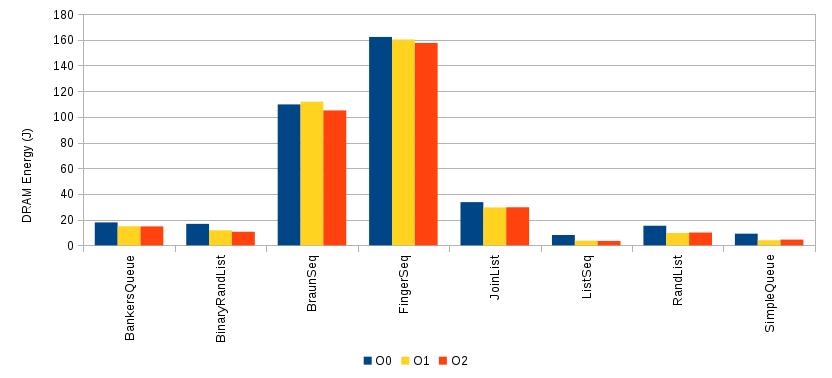 180
160
140
120
100
80
60
40
20
0
DRAM Energy (J)
BankersQueue
BinaryRandList
BraunSeq
FingerSeq
JoinList
ListSeq
RandList
SimpleQueue
O0 O1 O2